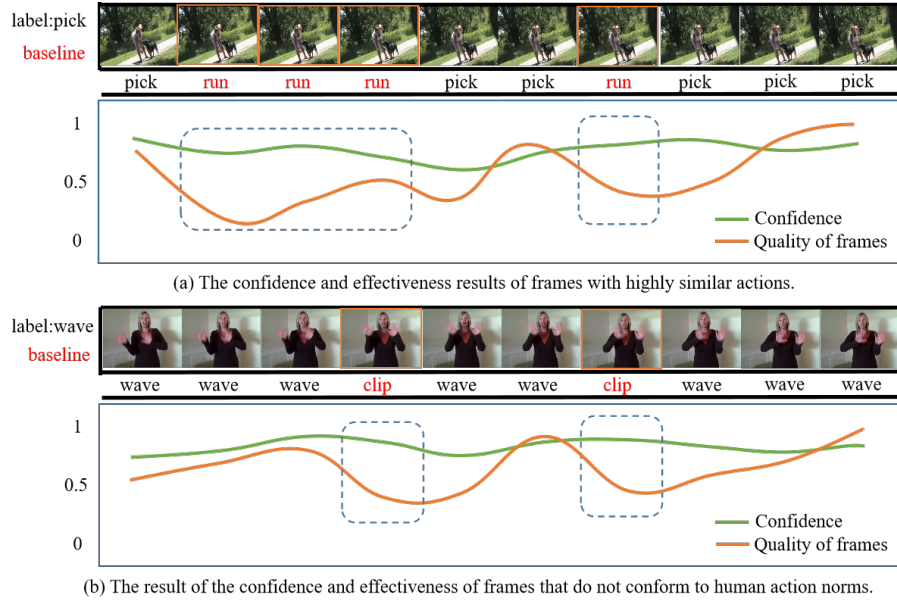 label:pick
baseline
pick run run run pick pick run pick pick pick
1
0.5
0
Confidence
Quality of frames
(a) The confidence and effectiveness results of frames with highly similar actions.
label:wave
baseline
wave wave wave clip wave wave clip wave wave wave
1
0.5
0
Confidence
Quality of frames
(b) The result of the confidence and effectiveness of frames that do not conform to human action norms.